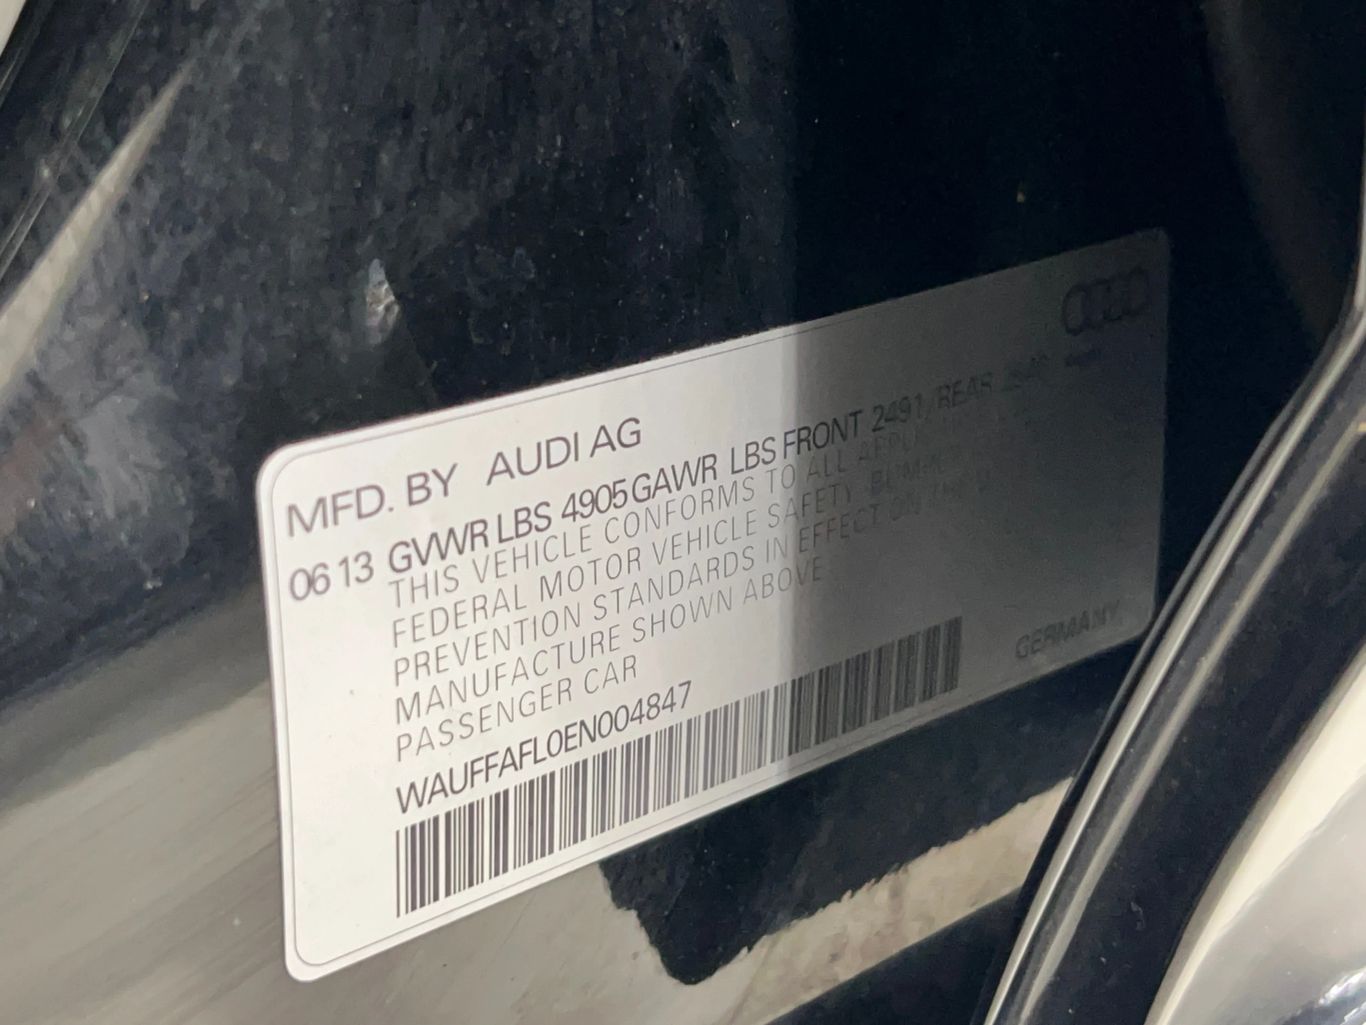 MFD. BY AUDI AG
06 13 GVWR LBS 4905 GAWR LBS FRONT 2491/REAR
THIS VEHICLE CONFORMS TO ALL
FEDERAL MOTOR VEHICLE SAFETY
PREVENTION STANDARDS IN EFFECT ON
MANUFACTURE SHOWN ABOVE
PASSENGER CAR
WAUFFAFL0EN004847
GERMANY